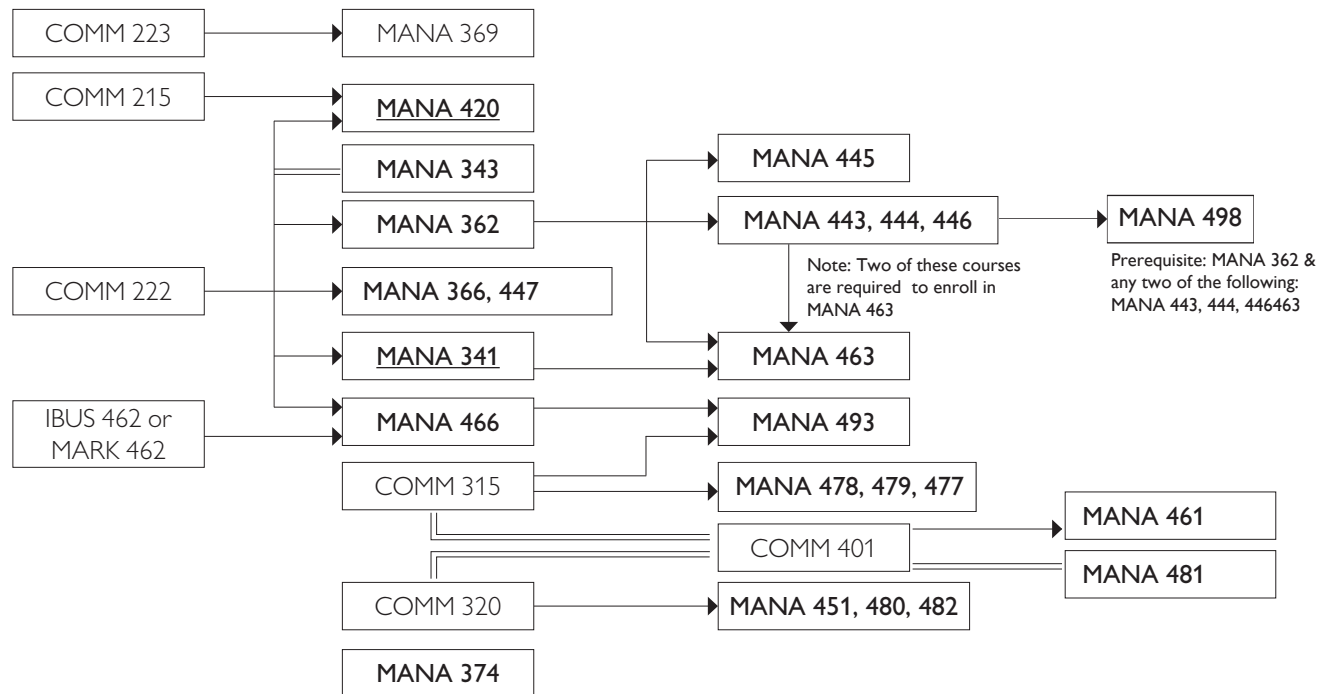 COMM 223
MANA 369
COMM 215
MANA 420
MANA 343
MANA 445
MANA 362
MANA 443, 444, 446
MANA 498
Note: Two of these courses
are required to enroll in
MANA 463
Prerequisite: MANA 362 &
any two of the following:
MANA 443, 444, 446463
COMM 222
MANA 366, 447
MANA 341
MANA 463
IBUS 462 or
MARK 462
MANA 466
MANA 493
COMM 315
MANA 478, 479, 477
MANA 461
COMM 401
MANA 481
COMM 320
MANA 451, 480, 482
MANA 374